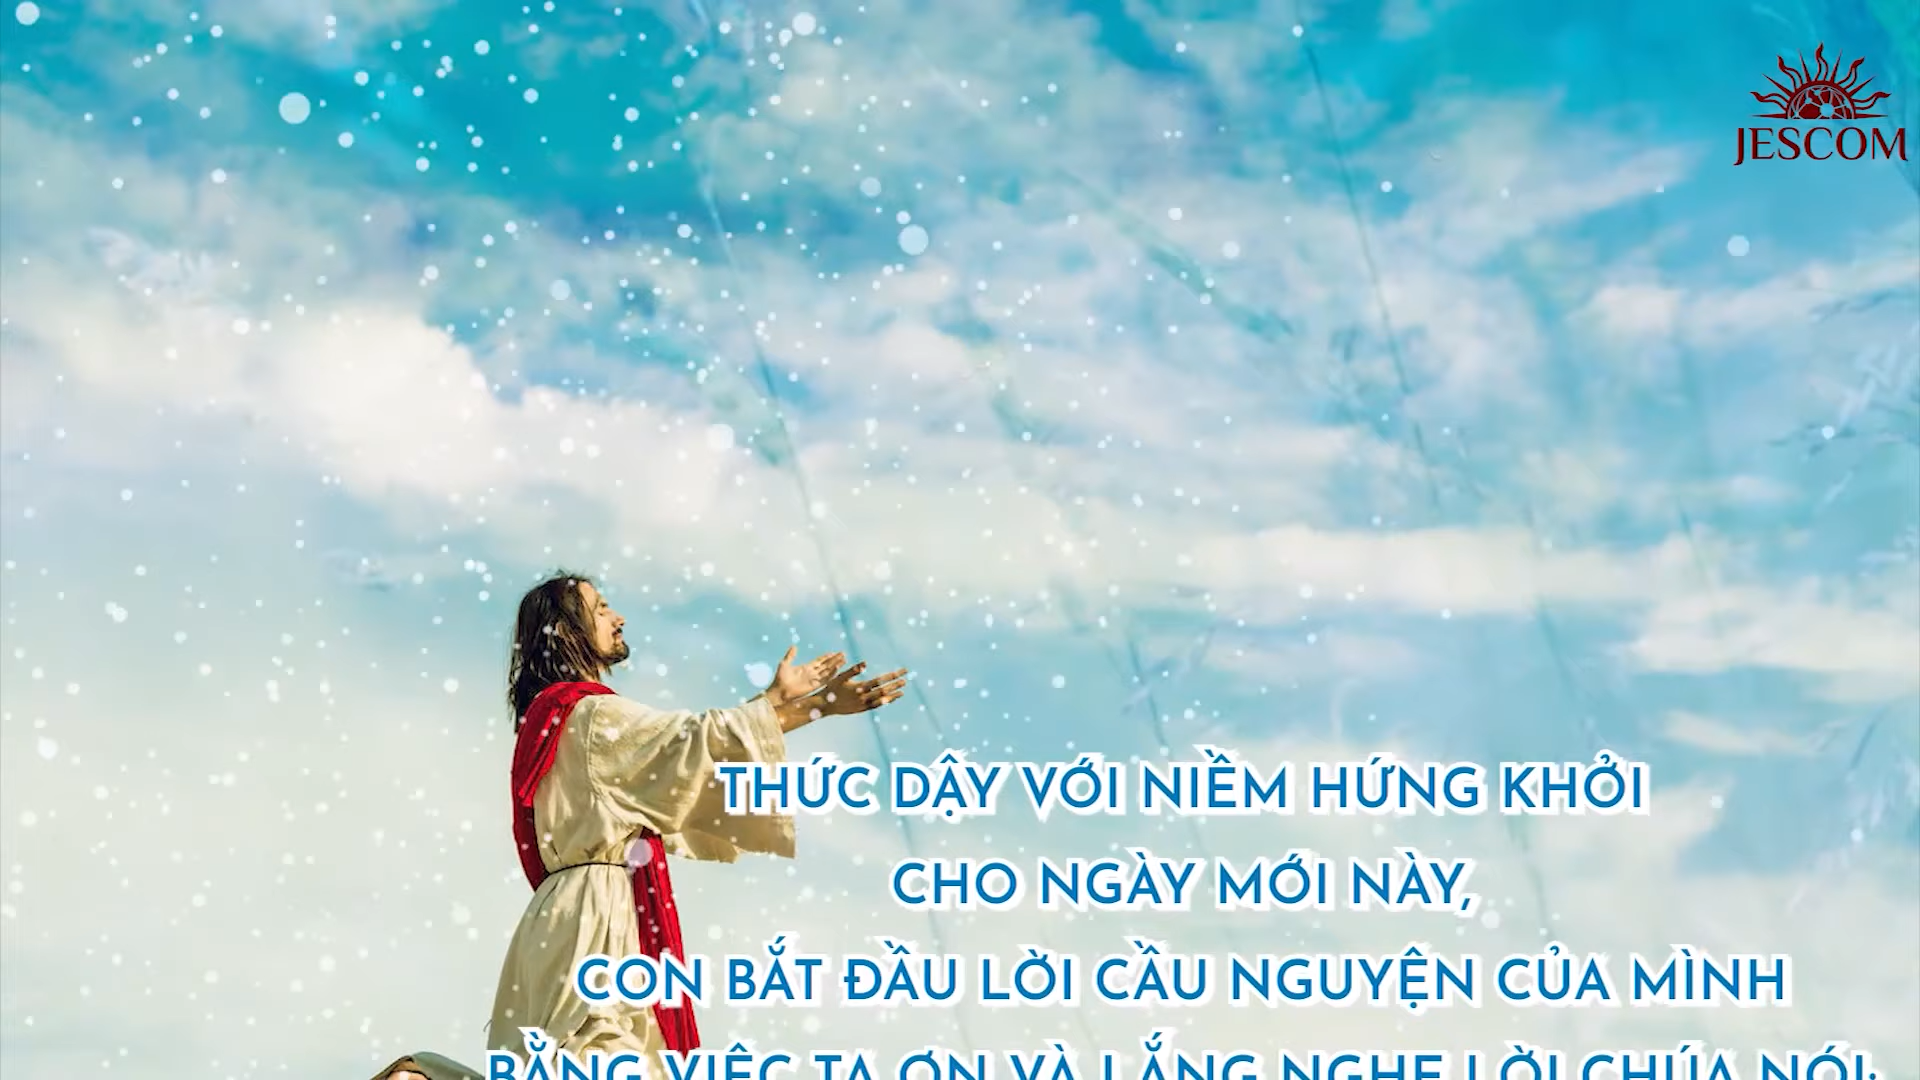 JESCOM
THỨC DẬY VỚI NIỀM HỨNG KHỞI
CHO NGÀY MỚI NÀY,
CON BẮT ĐẦU LỜI CẦU NGUYỆN CỦA MÌNH
BẰNG VIỆC TẠ ƠN VÀ LẮNG NGHE LỜI CHÚA NÓI: